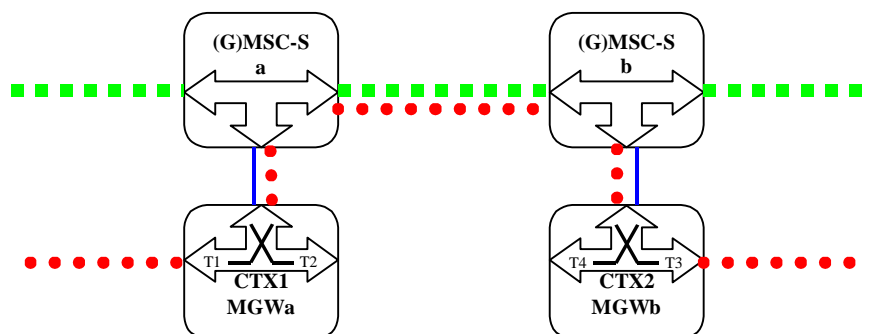 (G)MSC-S
a
(G)MSC-S
b
T1 T2
CTX1
MGWa
T4 T3
CTX2
MGWb